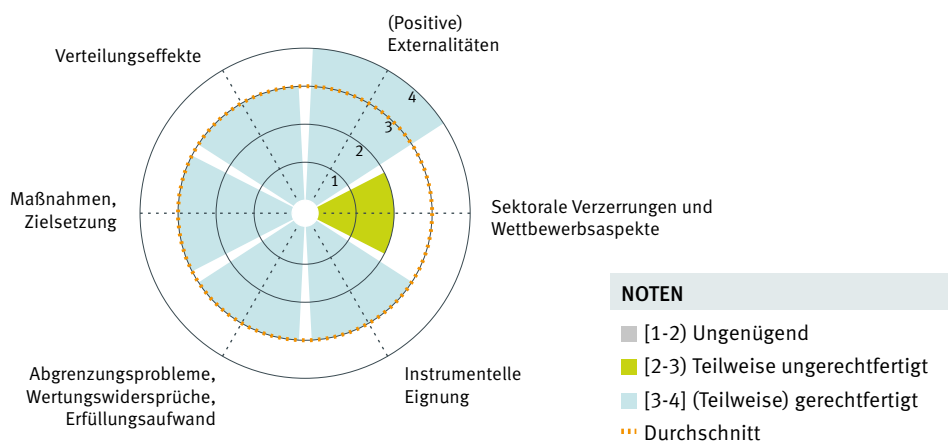 (Positive)
Externalitäten
Verteilungseffekte
4
3
2
1
Maßnahmen,
Zielsetzung
Sektorale Verzerrungen und
Wettbewerbsaspekte
Abgrenzungsprobleme,
Wertungswidersprüche,
Erfüllungsaufwand
Instrumentelle
Eignung
NOTEN
[1-2) Ungenügend
[2-3) Teilweise ungerechtfertigt
[3-4] (Teilweise) gerechtfertigt
Durchschnitt